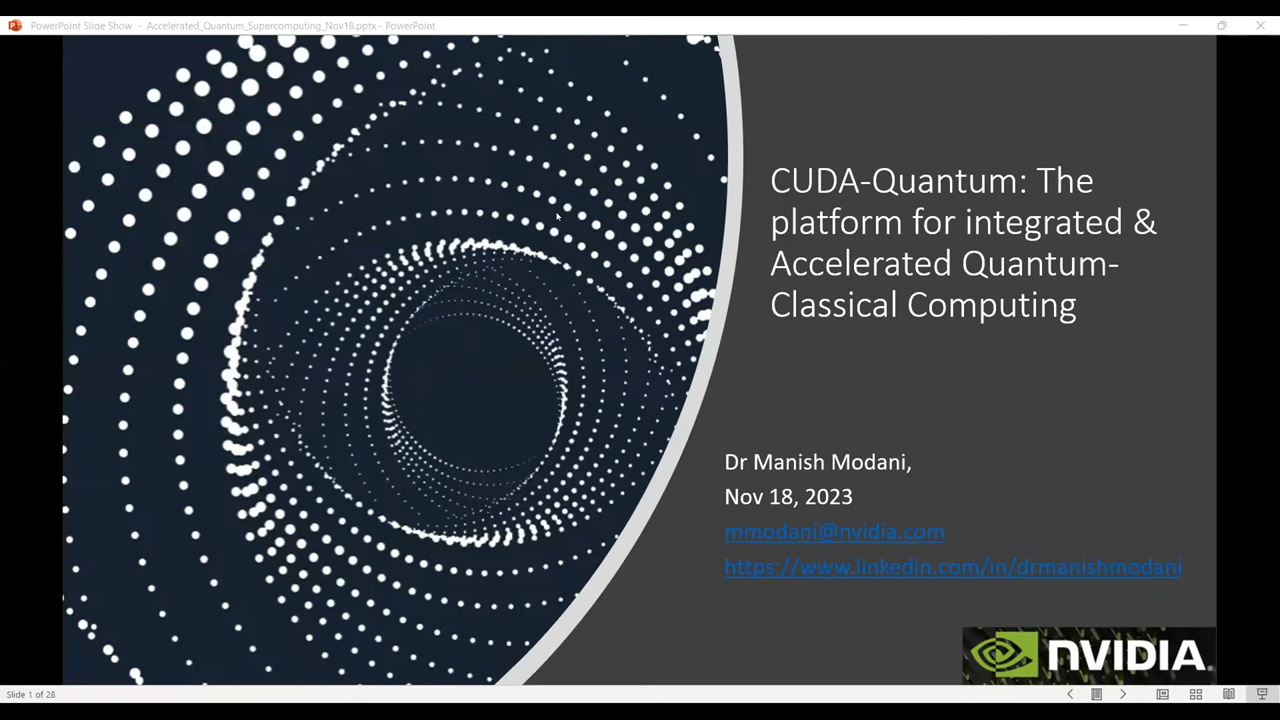 PowerPoint Slide Show - Accelerated_Quantum_Supercomputing_Nov18.pptx - PowerPoint
CUDA-Quantum: The
platform for integrated &
Accelerated Quantum-
Classical Computing
Dr Manish Modani,
Nov 18, 2023
mmodani@nvidia.com
https://www.linkedin.com/in/drmanishmodani
NVIDIA.
Slide 1 of 28